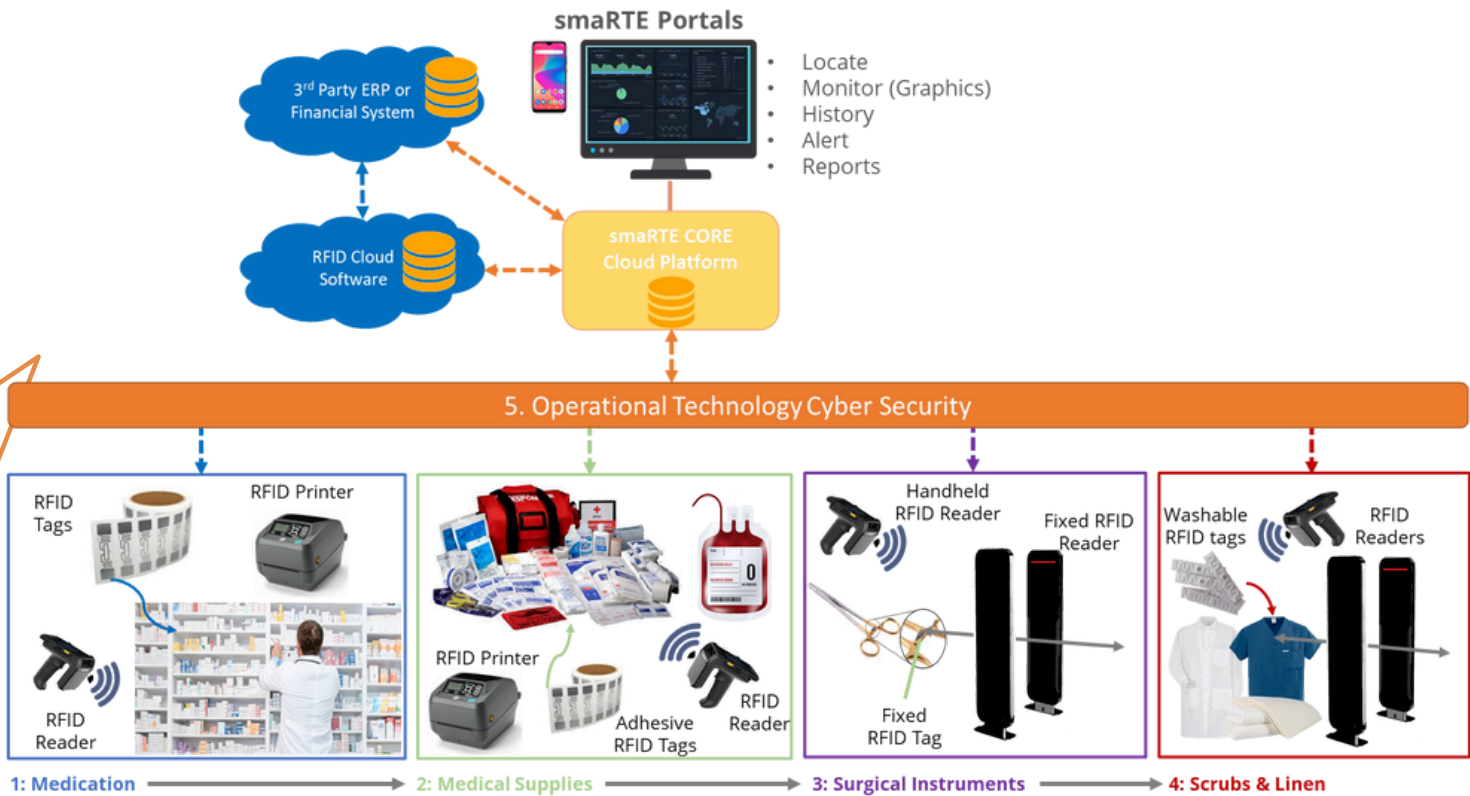 smaRTE Portals
3rd Party ERP or
Financial System
• Locate
• Monitor (Graphics)
• History
• Alert
• Reports
RFID Cloud
Software
smaRTE CORE
Cloud Platform
5. Operational Technology Cyber Security
RFID
Tags
RFID Printer
RFID
Reader
RFID Printer
Adhesive
RFID Tags
RFID
Reader
0
Handheld
RFID Reader
Fixed RFID
Reader
Fixed
RFID Tag
Washable
RFID tags
RFID
Readers
1: Medication
2: Medical Supplies
3: Surgical Instruments
4: Scrubs & Linen